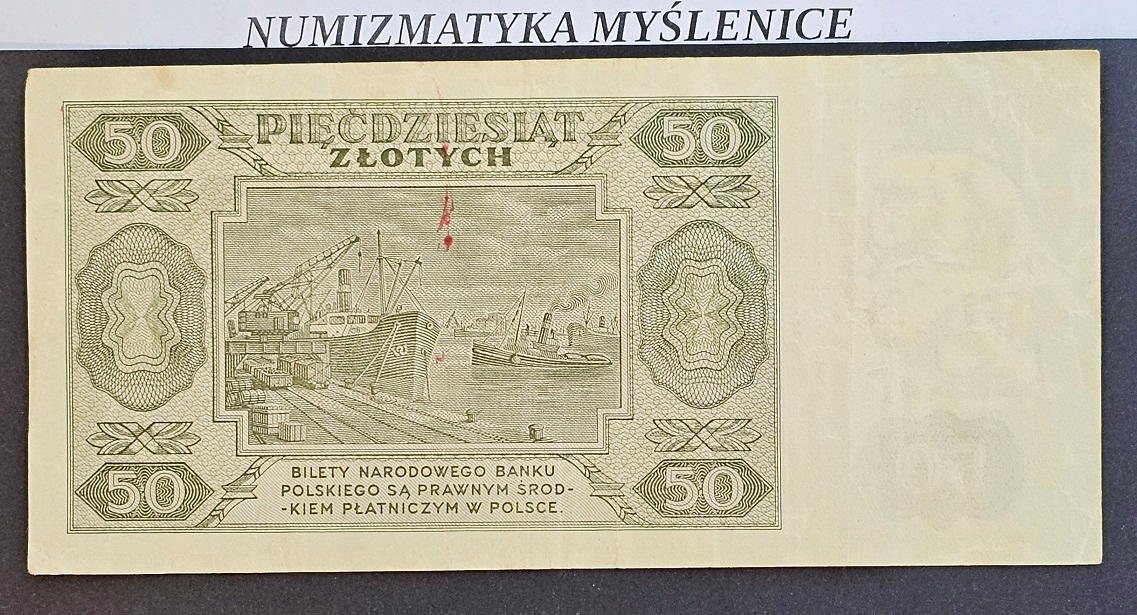 NUMIZMATYKA MYŚLENICE
50 PIĘĆDZIESIĄT 50
ZŁOTYCH
BILETY NARODOWEGO BANKU
POLSKIEGO SĄ PRAWNYM ŚROD-
-KIEM PŁATNICZYM W POLSCE.
50 50